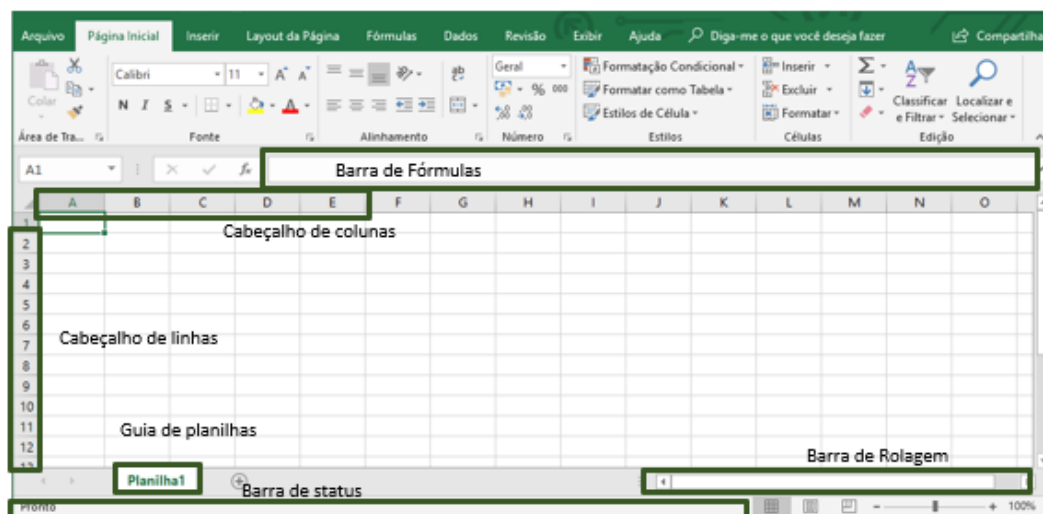 Arquivo Página Inicial Inserir Layout da Página Fórmulas Dados Revisão Exibir Ajuda Diga-me o que você deseja fazer Compartilha
Colar
Calibri 11 A A
N I S A
ab
Geral
% 000
Formatação Condicional
Formatar como Tabela
Estilos de Célula
Inserir
Excluir
Formatar
Σ
Classificar e Filtrar
Localizar e Selecionar
Área de Tra... Fonte Alinhamento Número Estilos Células Edição
A1 fx Barra de Fórmulas
A B C D E F G H I J K L M N O
1
Cabeçalho de colunas
2
3
4
5
6
Cabeçalho de linhas
7
8
9
10
11 Guia de planilhas
12
Barra de Rolagem
Planilha1
Barra de status
Pronto 100%